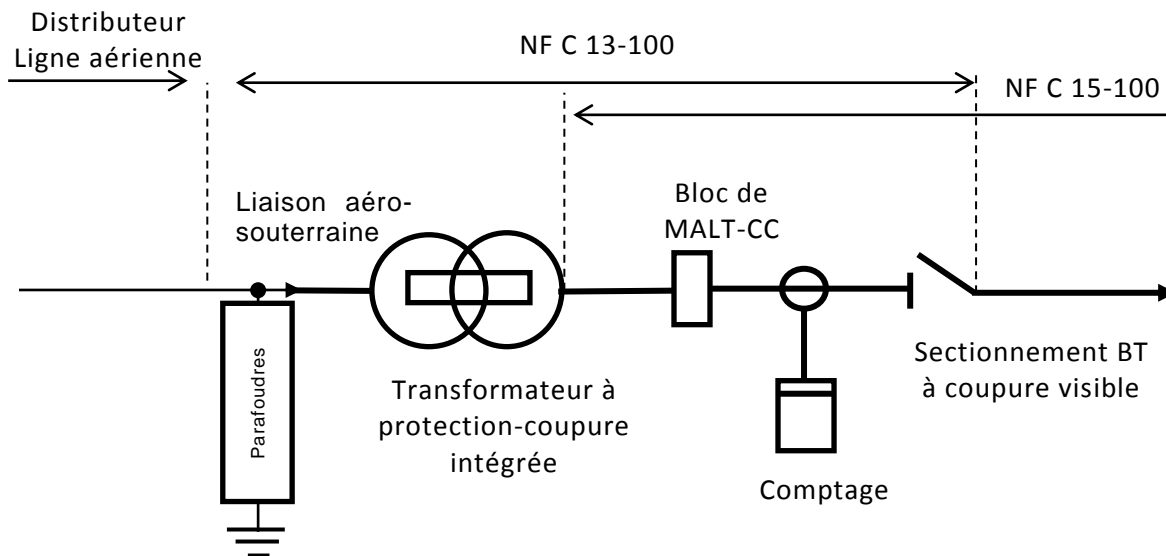 Distributeur
Ligne aérienne
NF C 13-100
NF C 15-100
Liaison aéro-
souterraine
Bloc de
MALT-CC
Parafoudres
Transformateur à
protection-coupure
intégrée
Sectionnement BT
à coupure visible
Comptage